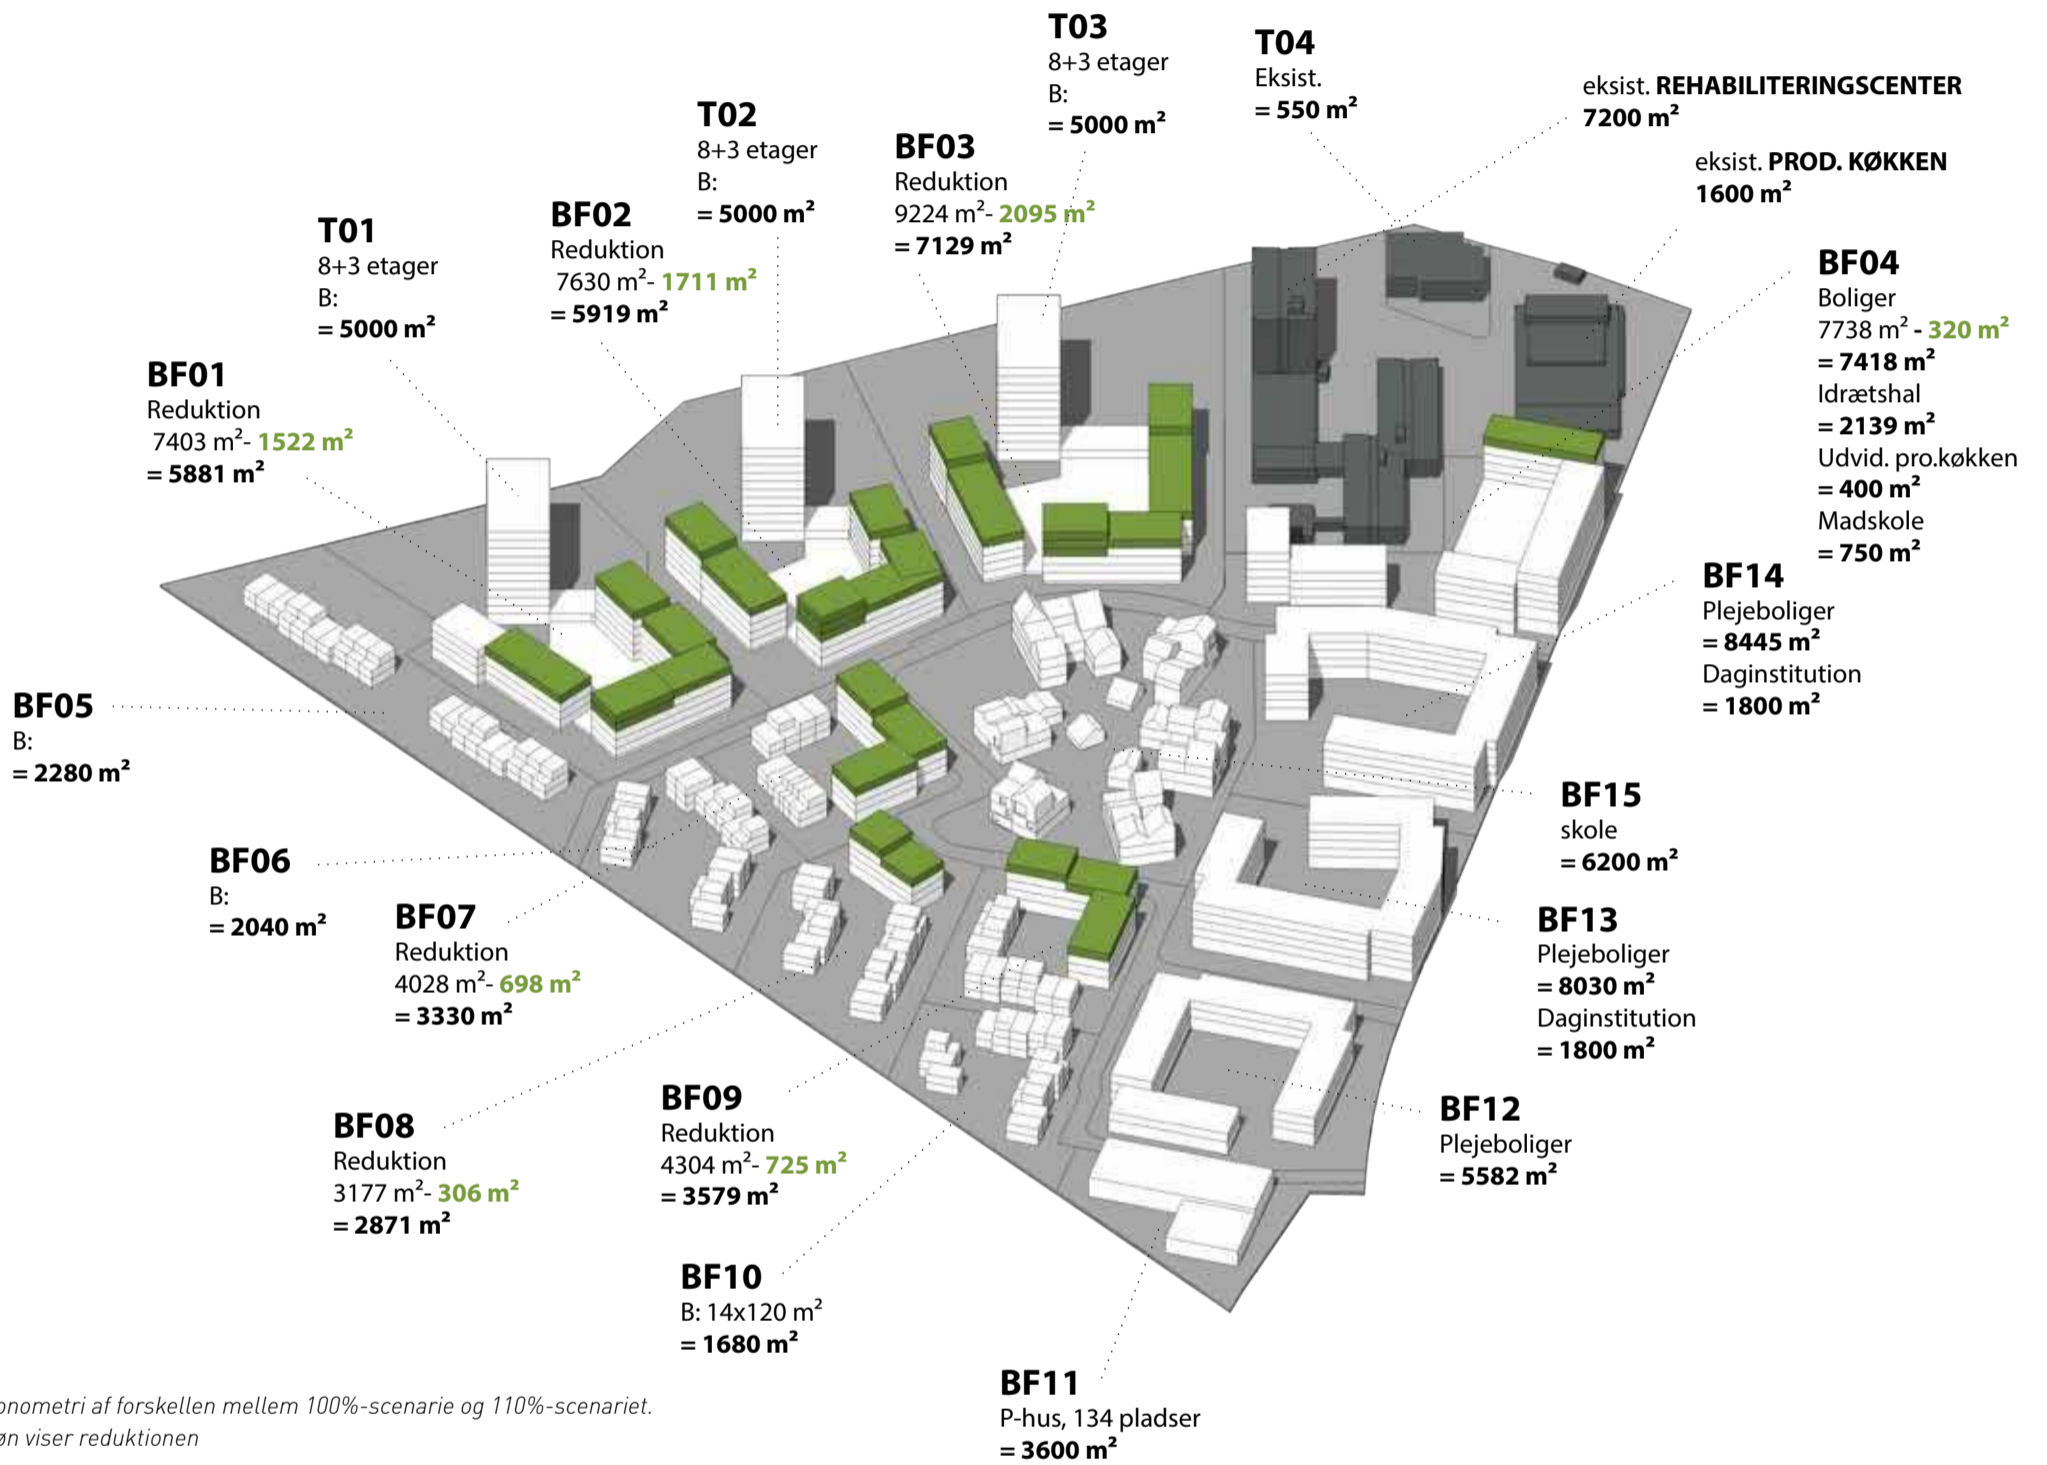 T03
8+3 etager
B:
= 5000 m²
T04
Eksist.
= 550 m²
eksist. REHABILITERINGSCENTER
7200 m²
T02
8+3 etager
B:
= 5000 m²
BF03
Reduktion
9224 m²- 2095 m²
= 7129 m²
eksist. PROD. KØKKEN
1600 m²
BF02
Reduktion
7630 m²- 1711 m²
= 5919 m²
T01
8+3 etager
B:
= 5000 m²
BF04
Boliger
7738 m² - 320 m²
= 7418 m²
Idrætshal
= 2139 m²
Udvid. pro.køkken
= 400 m²
Madskole
= 750 m²
BF01
Reduktion
7403 m²- 1522 m²
= 5881 m²
BF14
Plejeboliger
= 8445 m²
Daginstitution
= 1800 m²
BF05
B:
= 2280 m²
BF15
skole
= 6200 m²
BF06
B:
= 2040 m²
BF07
Reduktion
4028 m²- 698 m²
= 3330 m²
BF13
Plejeboliger
= 8030 m²
Daginstitution
= 1800 m²
BF08
Reduktion
3177 m²- 306 m²
= 2871 m²
BF09
Reduktion
4304 m²- 725 m²
= 3579 m²
BF12
Plejeboliger
= 5582 m²
BF10
B: 14x120 m²
= 1680 m²
BF11
P-hus, 134 pladser
= 3600 m²
onometri af forskellen mellem 100%-scenarie og 110%-scenariet.
øn viser reduktionen